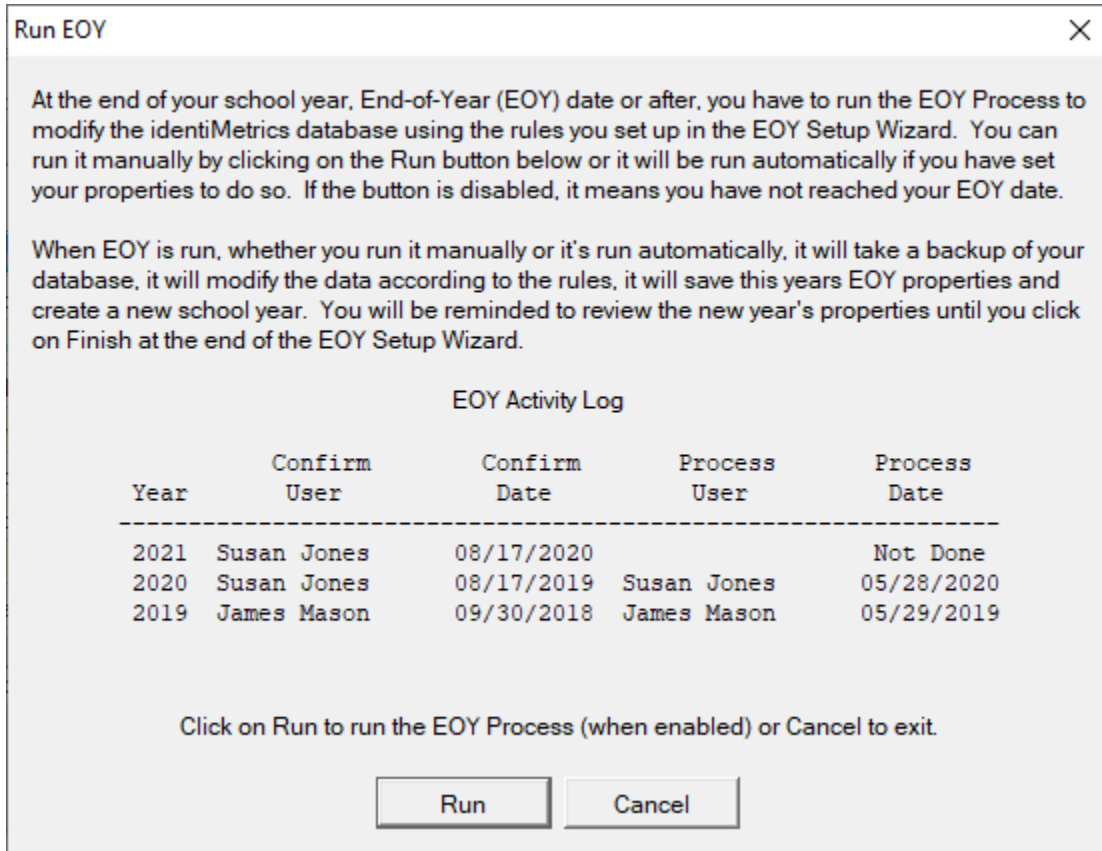 Run EOY
At the end of your school year, End-of-Year (EOY) date or after, you have to run the EOY Process to
modify the identiMetrics database using the rules you set up in the EOY Setup Wizard.  You can
run it manually by clicking on the Run button below or it will be run automatically if you have set
your properties to do so.  If the button is disabled, it means you have not reached your EOY date.
When EOY is run, whether you run it manually or it's run automatically, it will take a backup of your
database, it will modify the data according to the rules, it will save this years EOY properties and
create a new school year.  You will be reminded to review the new year's properties until you click
on Finish at the end of the EOY Setup Wizard.
EOY Activity Log
Confirm Confirm Process Process
Year User Date User Date
---------------------------------------------------------------
2021 Susan Jones 08/17/2020 Not Done
2020 Susan Jones 08/17/2019 Susan Jones 05/28/2020
2019 James Mason 09/30/2018 James Mason 05/29/2019
Click on Run to run the EOY Process (when enabled) or Cancel to exit.
Run Cancel